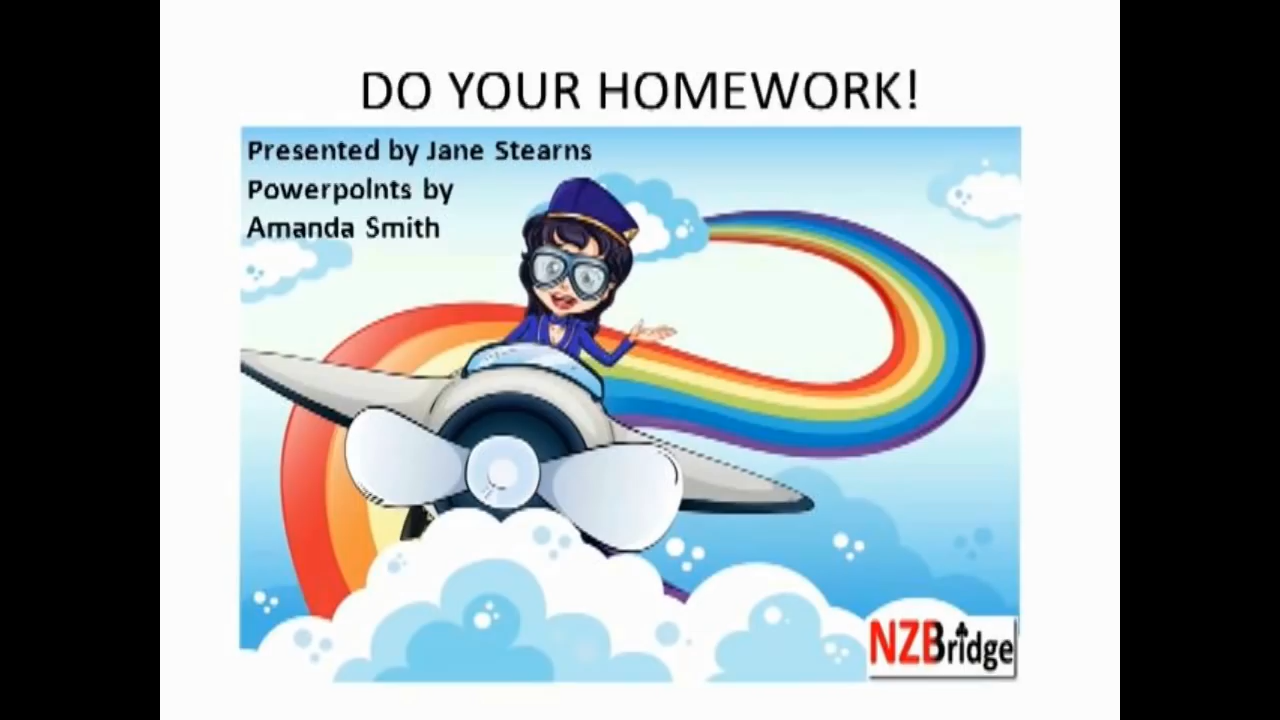 DO YOUR HOMEWORK!
Presented by Jane Stearns
Powerpoints by
Amanda Smith
NZBridge